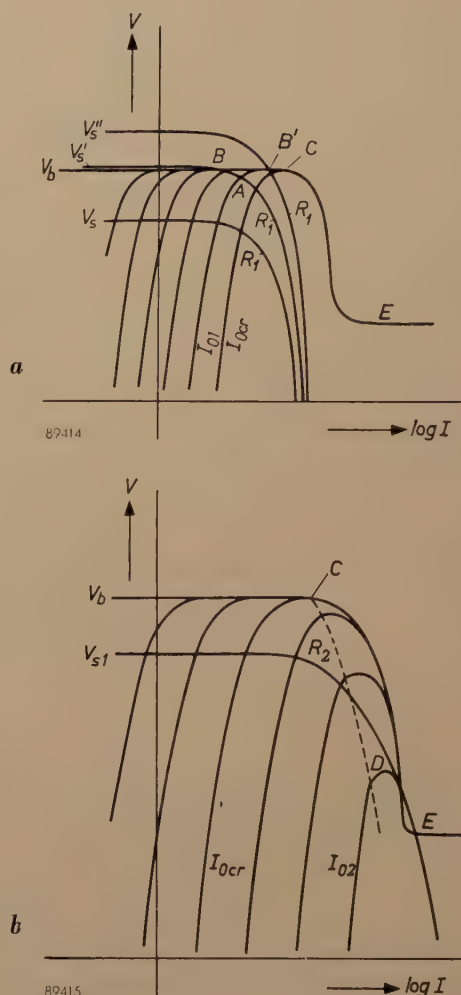 V
V_s''
B'
C
V_s'
B
V_b
A
R_1
R_1
V_s
R_1
E
I_01
I_0cr
a
89414
log I
V
C
V_b
V_s1
R_2
D
E
I_0cr
I_02
b
89415
log I